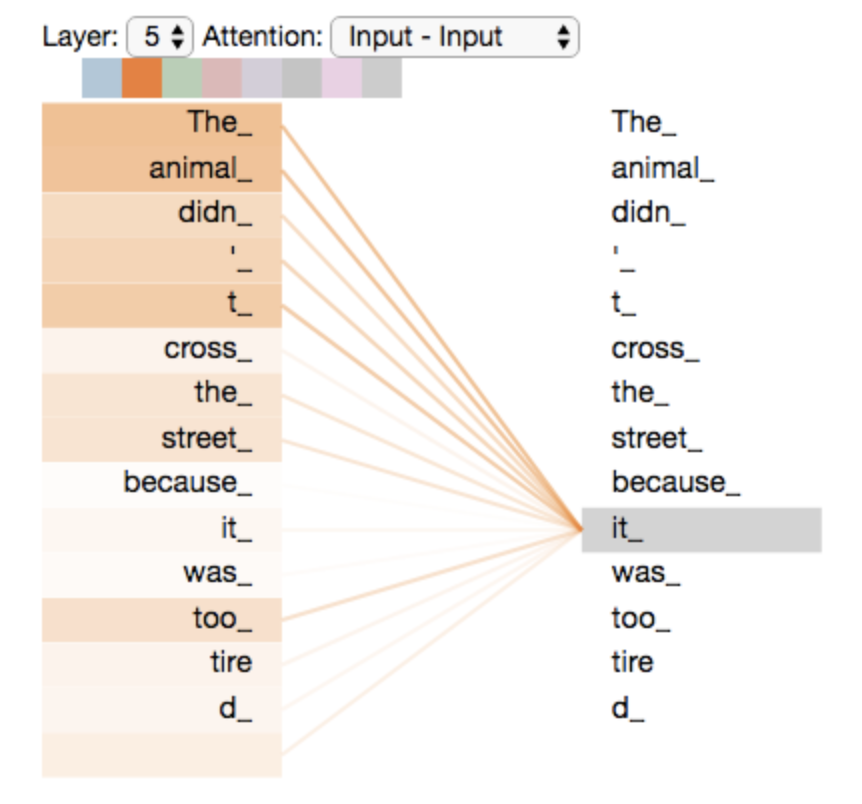 Layer: 5 Attention: Input - Input
The_ The_
animal_ animal_
didn_ didn_
'_ '_
t_ t_
cross_ cross_
the_ the_
street_ street_
because_ because_
it_ it_
was_ was_
too_ too_
tire tire
d_ d_